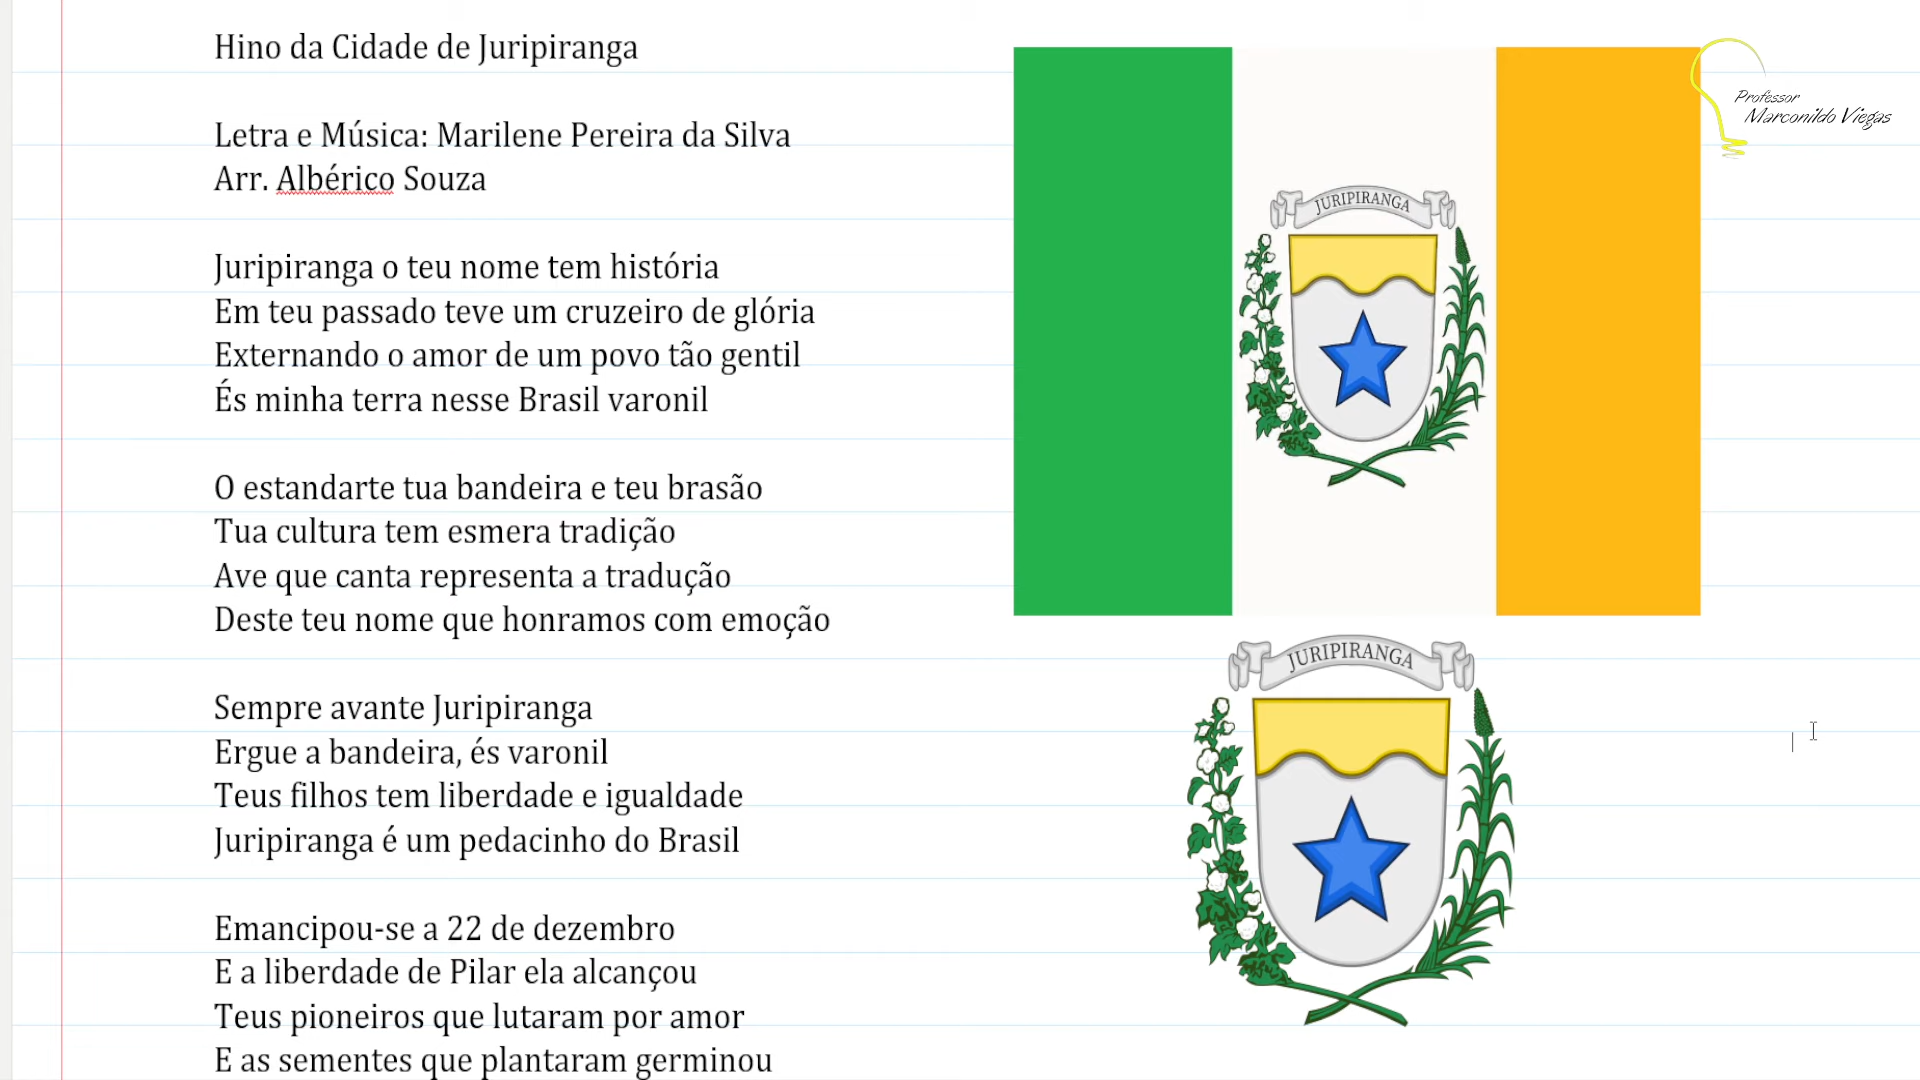 Hino da Cidade de Juripiranga
Letra e Música: Marilene Pereira da Silva
Arr. Albérico Souza
Juripiranga o teu nome tem história
Em teu passado teve um cruzeiro de glória
Externando o amor de um povo tão gentil
És minha terra nesse Brasil varonil
O estandarte tua bandeira e teu brasão
Tua cultura tem esmera tradição
Ave que canta representa a tradução
Deste teu nome que honramos com emoção
Sempre avante Juripiranga
Ergue a bandeira, és varonil
Teus filhos tem liberdade e igualdade
Juripiranga é um pedacinho do Brasil
Emancipou-se a 22 de dezembro
E a liberdade de Pilar ela alcançou
Teus pioneiros que lutaram por amor
E as sementes que plantaram germinou
JURIPIRANGA
JURIPIRANGA
Professor
Marconildo Viegas